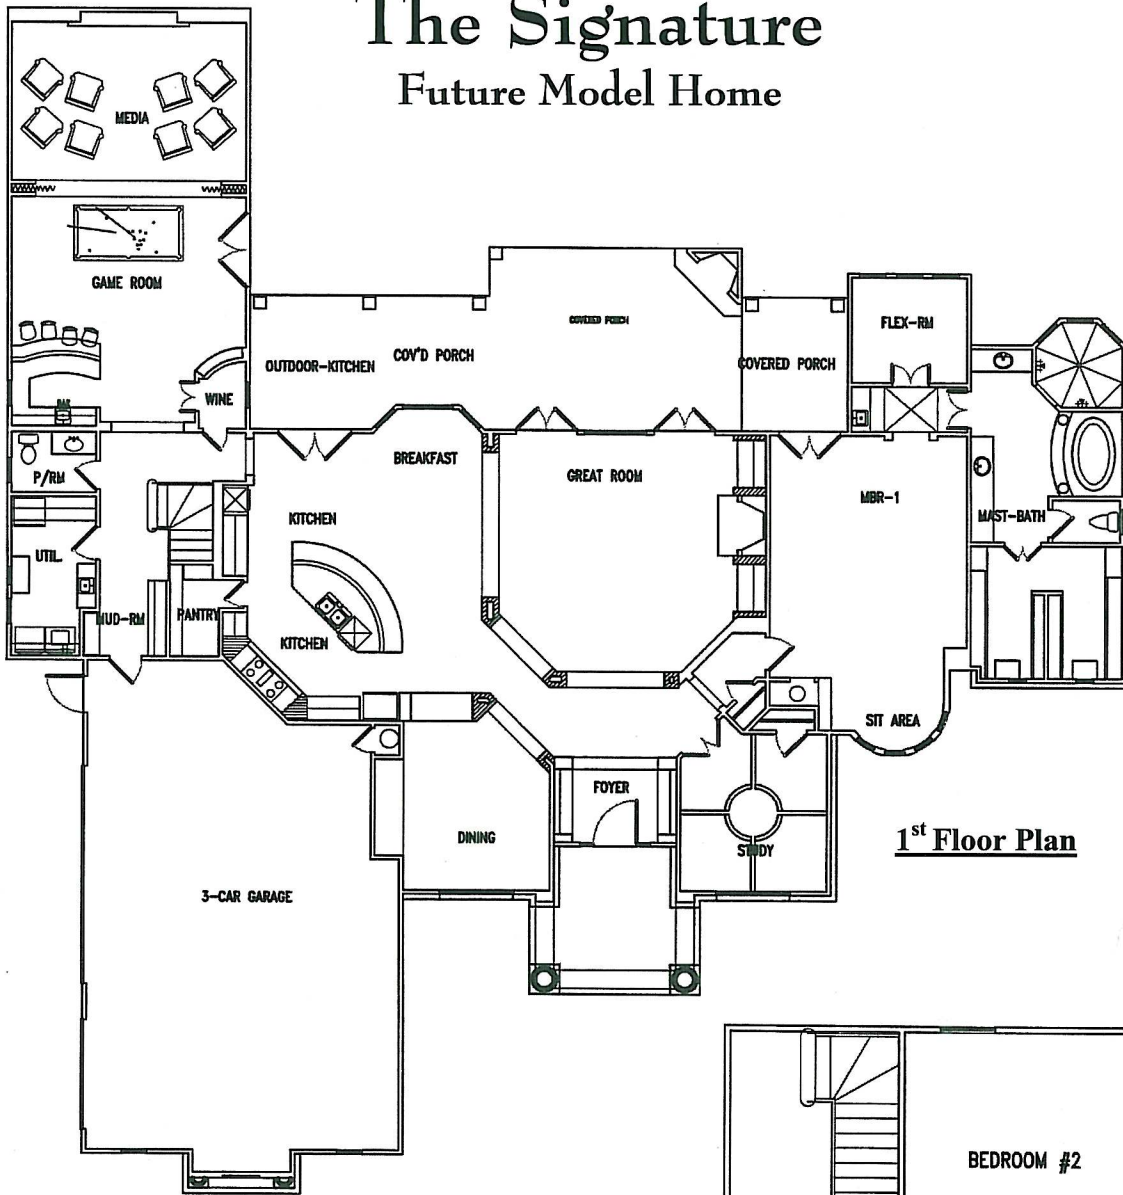 The Signature
Future Model Home
MEDIA
GAME ROOM
COVERED PORCH
FLEX-RM
OUTDOOR-KITCHEN
COV'D PORCH
COVERED PORCH
WINE
BAR
P/RM
BREAKFAST
GREAT ROOM
MBR-1
MAST-BATH
KITCHEN
UTIL.
MUD-RM
PANTRY
KITCHEN
SIT AREA
FOYER
DINING
STUDY
1st Floor Plan
3-CAR GARAGE
BEDROOM #2